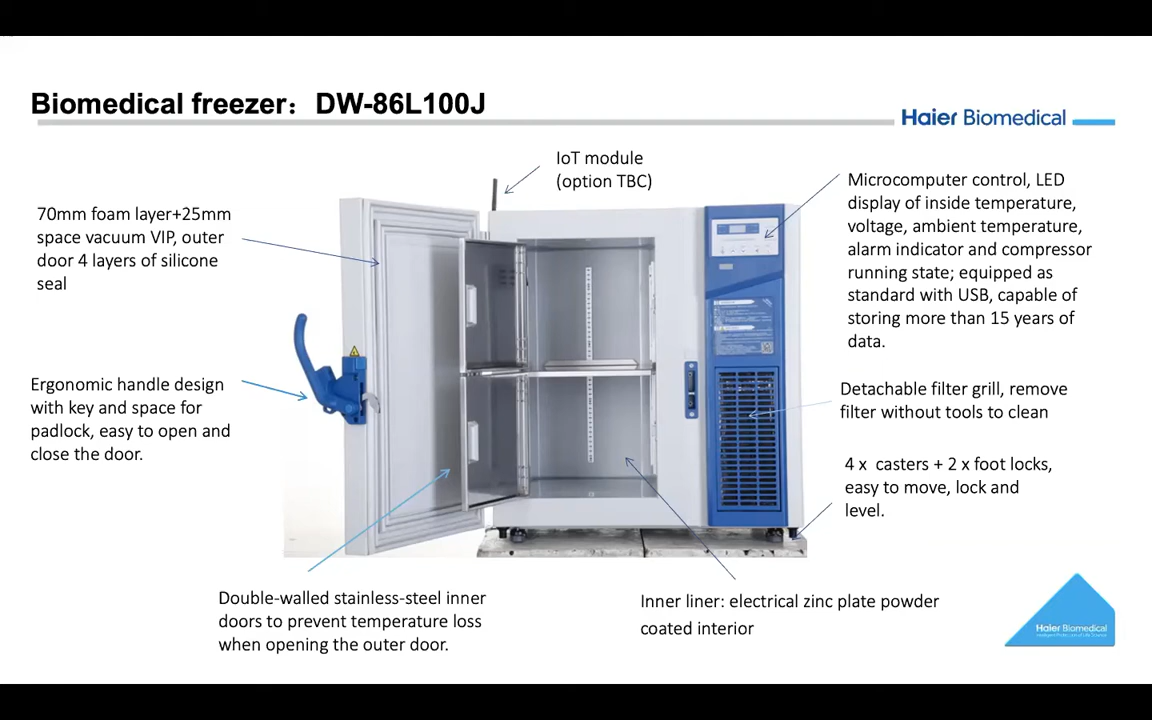 Biomedical freezer：DW-86L100J
Haier Biomedical
IoT module
(option TBC)
70mm foam layer+25mm
space vacuum VIP, outer
door 4 layers of silicone
seal
Microcomputer control, LED
display of inside temperature,
voltage, ambient temperature,
alarm indicator and compressor
running state; equipped as
standard with USB, capable of
storing more than 15 years of
data.
Ergonomic handle design
with key and space for
padlock, easy to open and
close the door.
Detachable filter grill, remove
filter without tools to clean
4 x  casters + 2 x foot locks,
easy to move, lock and
level.
Double-walled stainless-steel inner
doors to prevent temperature loss
when opening the outer door.
Inner liner: electrical zinc plate powder
coated interior
Haier Biomedical